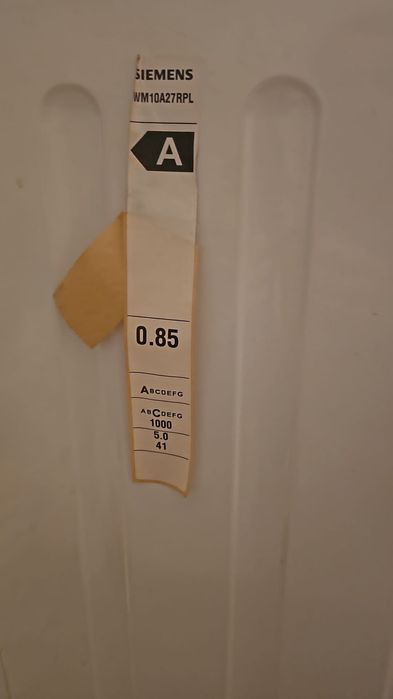 SIEMENS
WM10A27RPL
A
0.85
ABCDEFG
ABCDEFG
1000
5.0
41